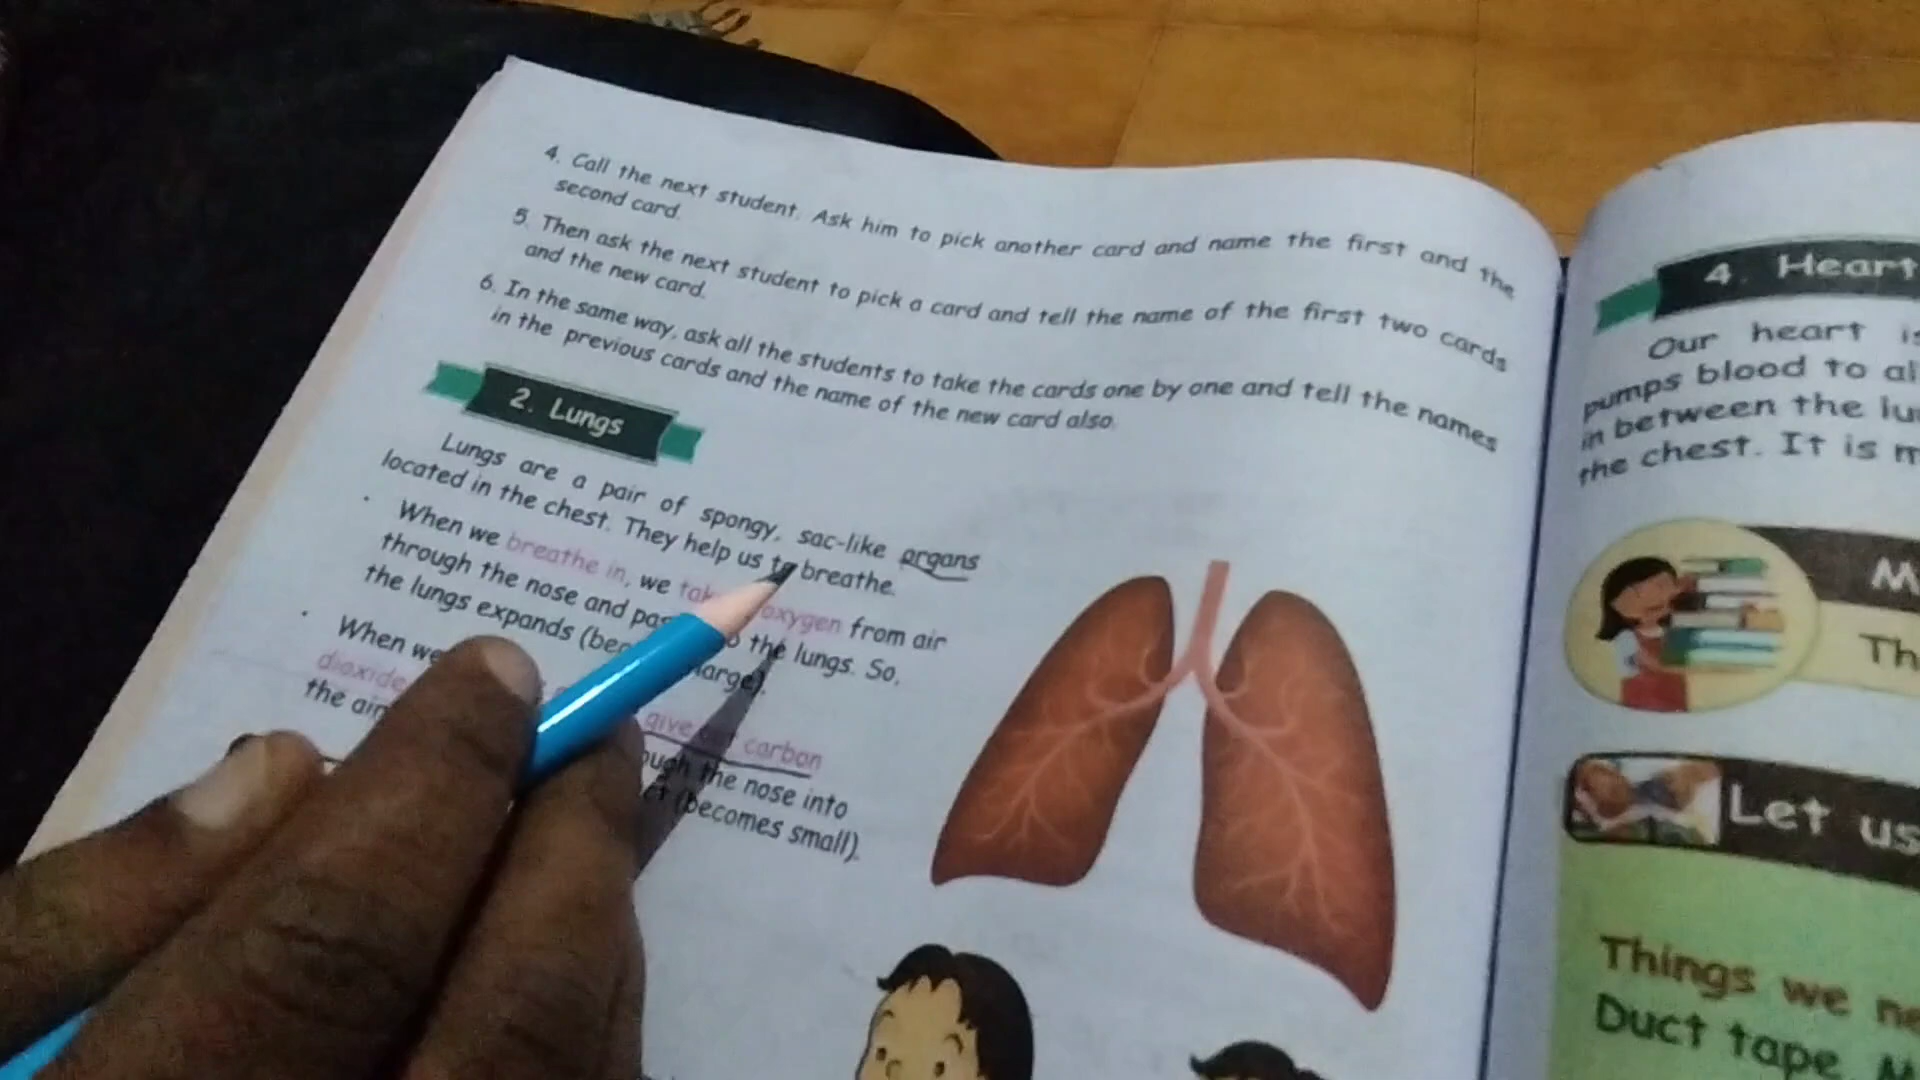 4. Call the next student. Ask him to pick another card and name the first and the
second card.
5. Then ask the next student to pick a card and tell the name of the first two cards
and the new card.
6. In the same way, ask all the students to take the cards one by one and tell the names
in the previous cards and the name of the new card also.
2. Lungs
Lungs are a pair of spongy, sac-like organs
located in the chest. They help us to breathe.
· When we breathe in, we oxygen from air
through the nose and the lungs. So,
the lungs expands
· When we give out carbon
dioxide the nose into
the air (becomes small).
4. Heart
Our heart
pumps blood to
in between the
the chest. It is
Let us
Things we
Duct tape,